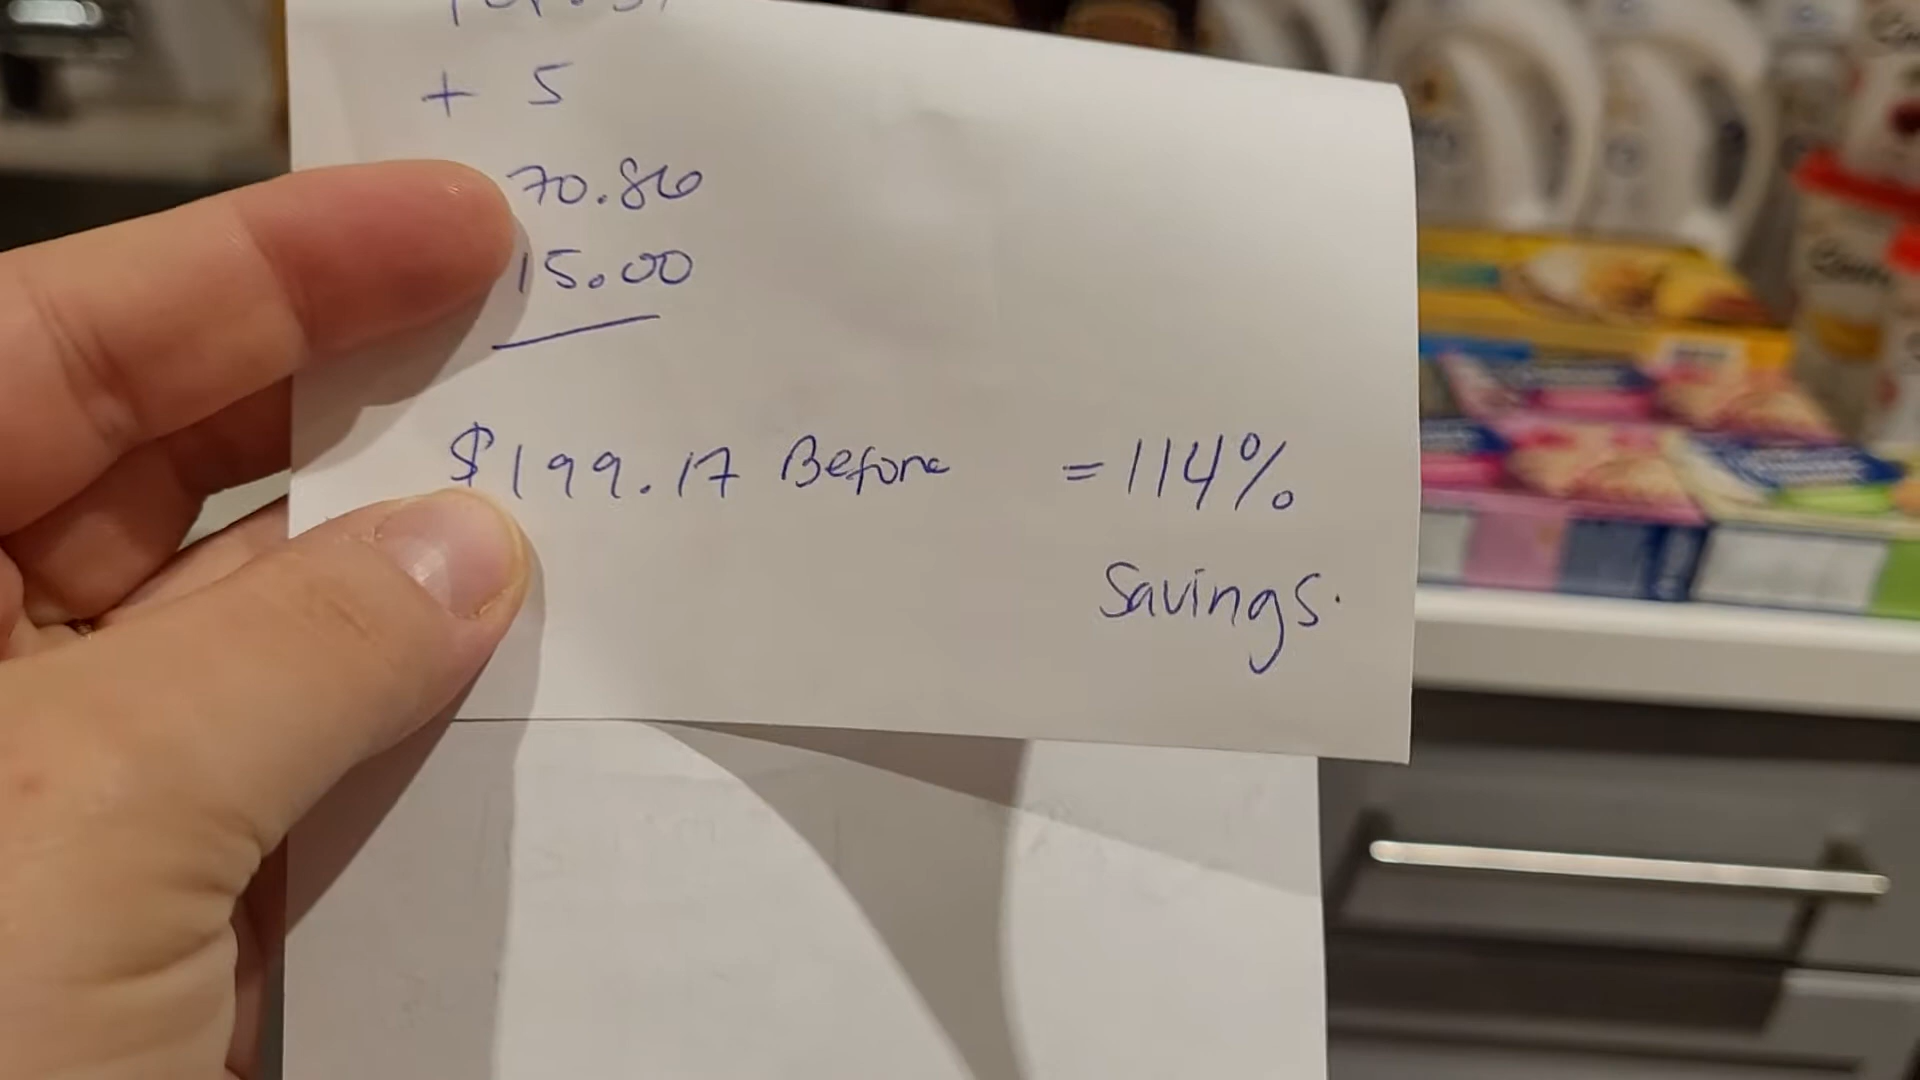 + 5
70.86
15.00
$199.17 Before = 114%
Savings.